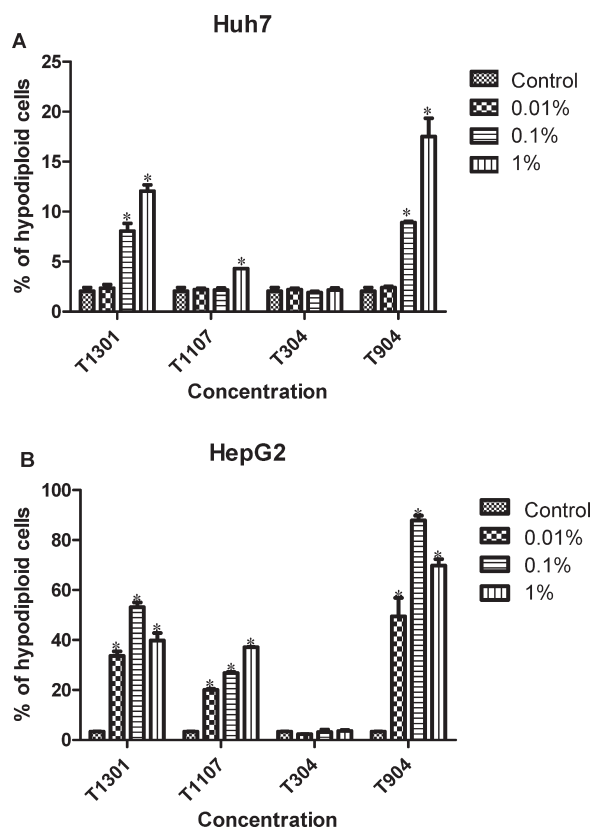 A
Huh7
% of hypodiploid cells
25
20
15
10
5
0
* * * * *
T1301 T1107 T304 T904
Concentration
Control
0.01%
0.1%
1%
B
HepG2
% of hypodiploid cells
100
80
60
40
20
0
* * * * * * * * *
T1301 T1107 T304 T904
Concentration
Control
0.01%
0.1%
1%